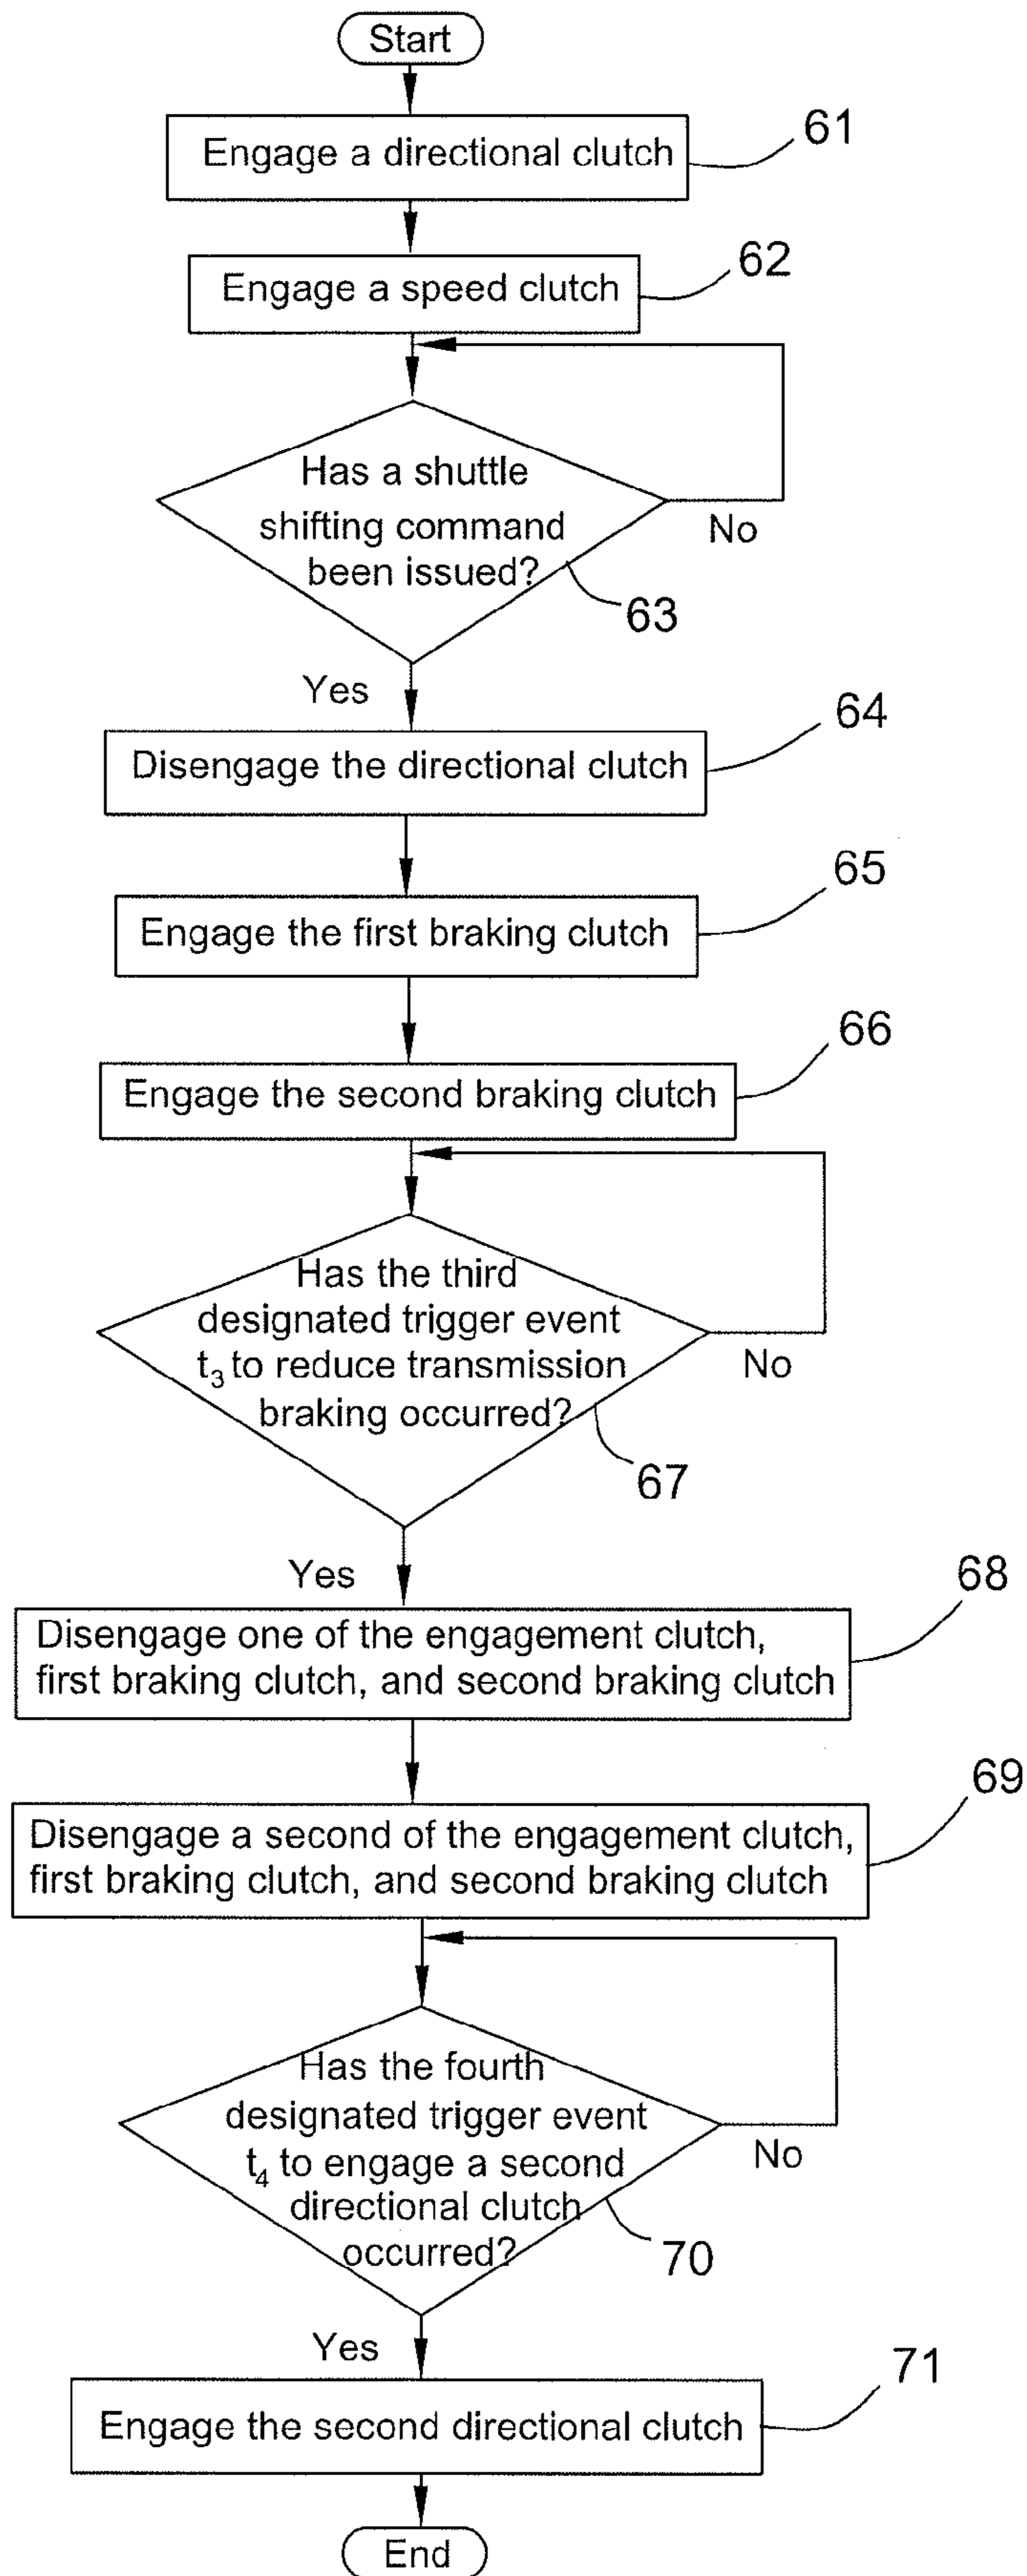 Start
Engage a directional clutch
61
Engage a speed clutch
62
Has a shuttle
shifting command
been issued?
No
63
Yes
Disengage the directional clutch
64
Engage the first braking clutch
65
Engage the second braking clutch
66
Has the third
designated trigger event
t3 to reduce transmission
braking occurred?
No
67
Yes
Disengage one of the engagement clutch,
first braking clutch, and second braking clutch
68
Disengage a second of the engagement clutch,
first braking clutch, and second braking clutch
69
Has the fourth
designated trigger event
t4 to engage a second
directional clutch
occurred?
No
70
Yes
Engage the second directional clutch
71
End